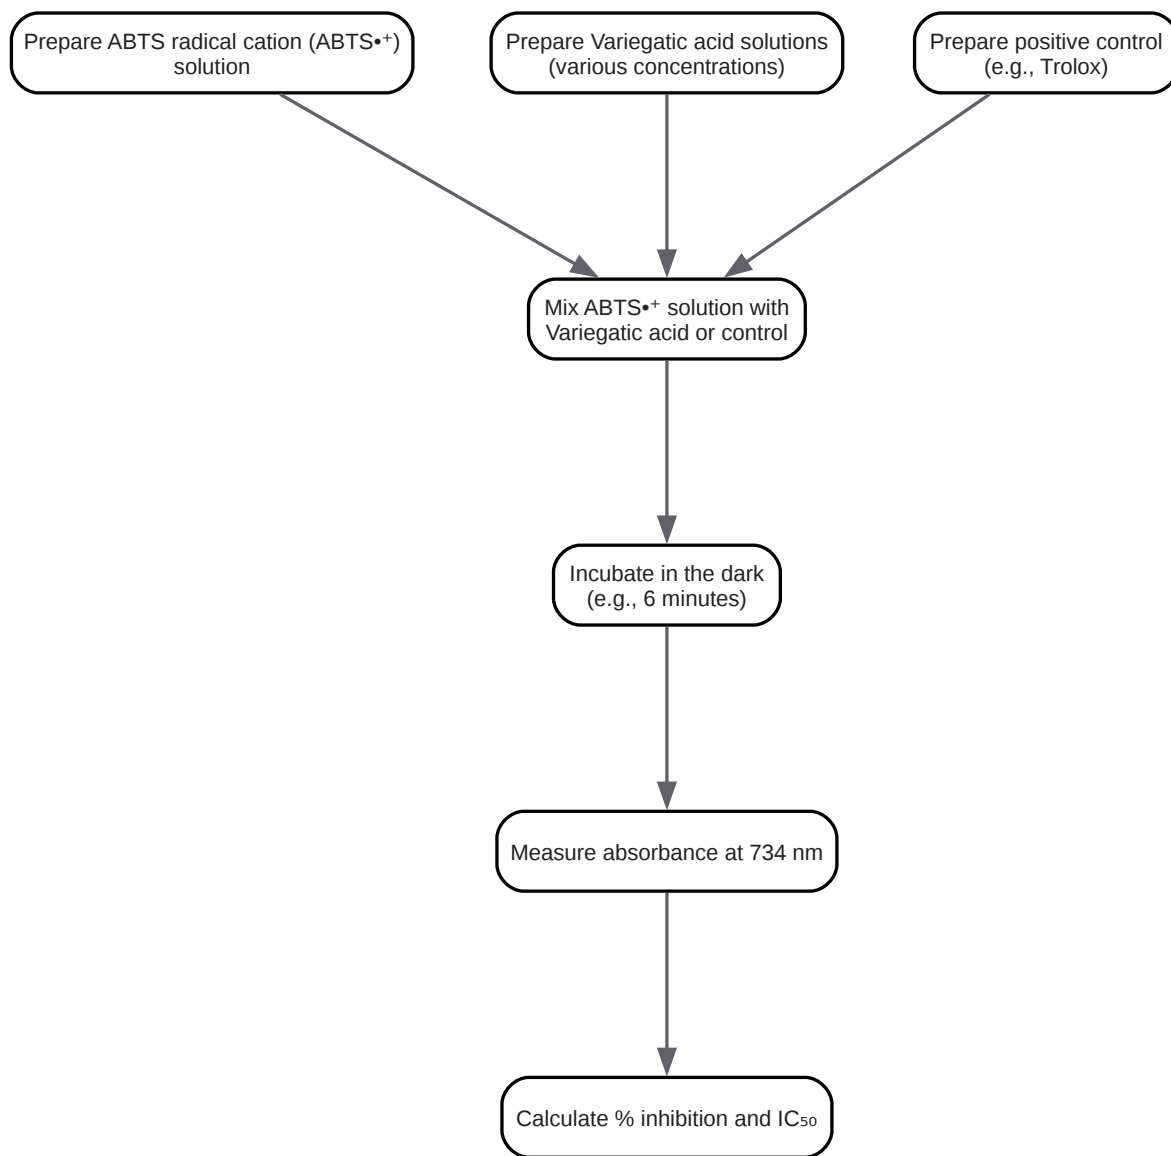 Prepare ABTS radical cation (ABTS•⁺)
solution
Prepare Variegatic acid solutions
(various concentrations)
Prepare positive control
(e.g., Trolox)
Mix ABTS•⁺ solution with
Variegatic acid or control
Incubate in the dark
(e.g., 6 minutes)
Measure absorbance at 734 nm
Calculate % inhibition and IC₅₀